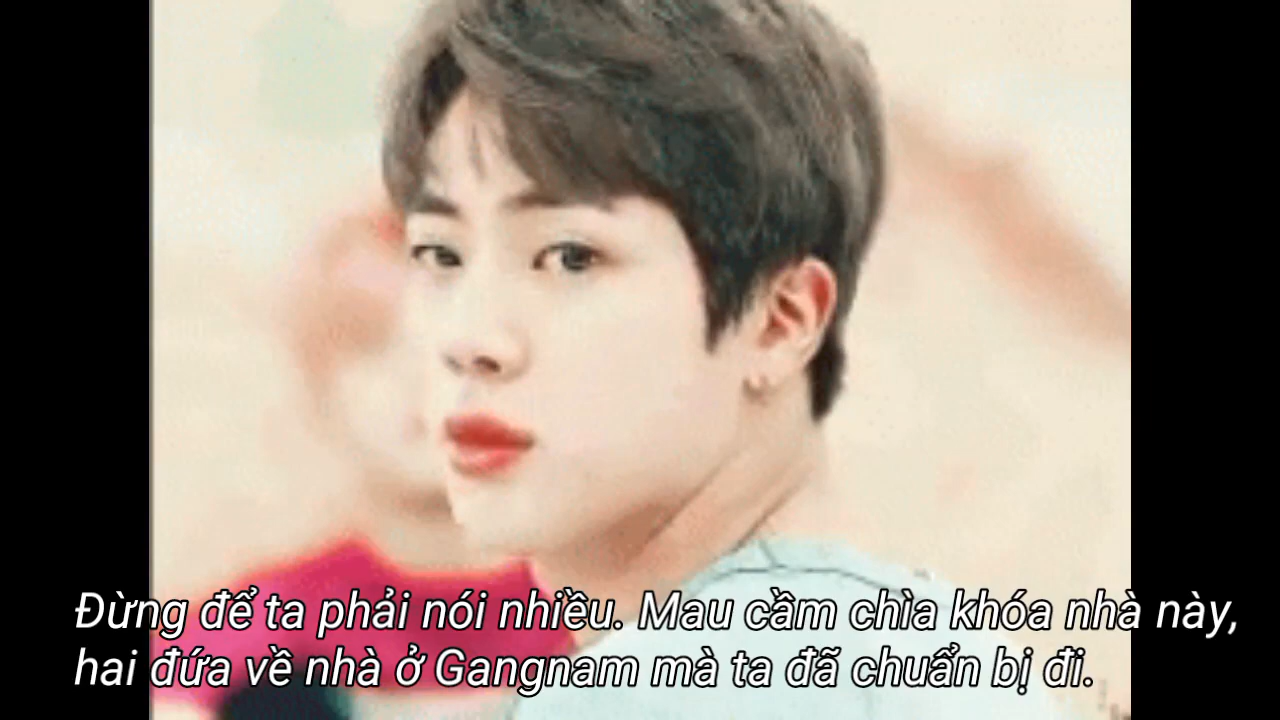 Đừng để ta phải nói nhiều. Mau cầm chìa khóa nhà này,
hai đứa về nhà ở Gangnam mà ta đã chuẩn bị đi.